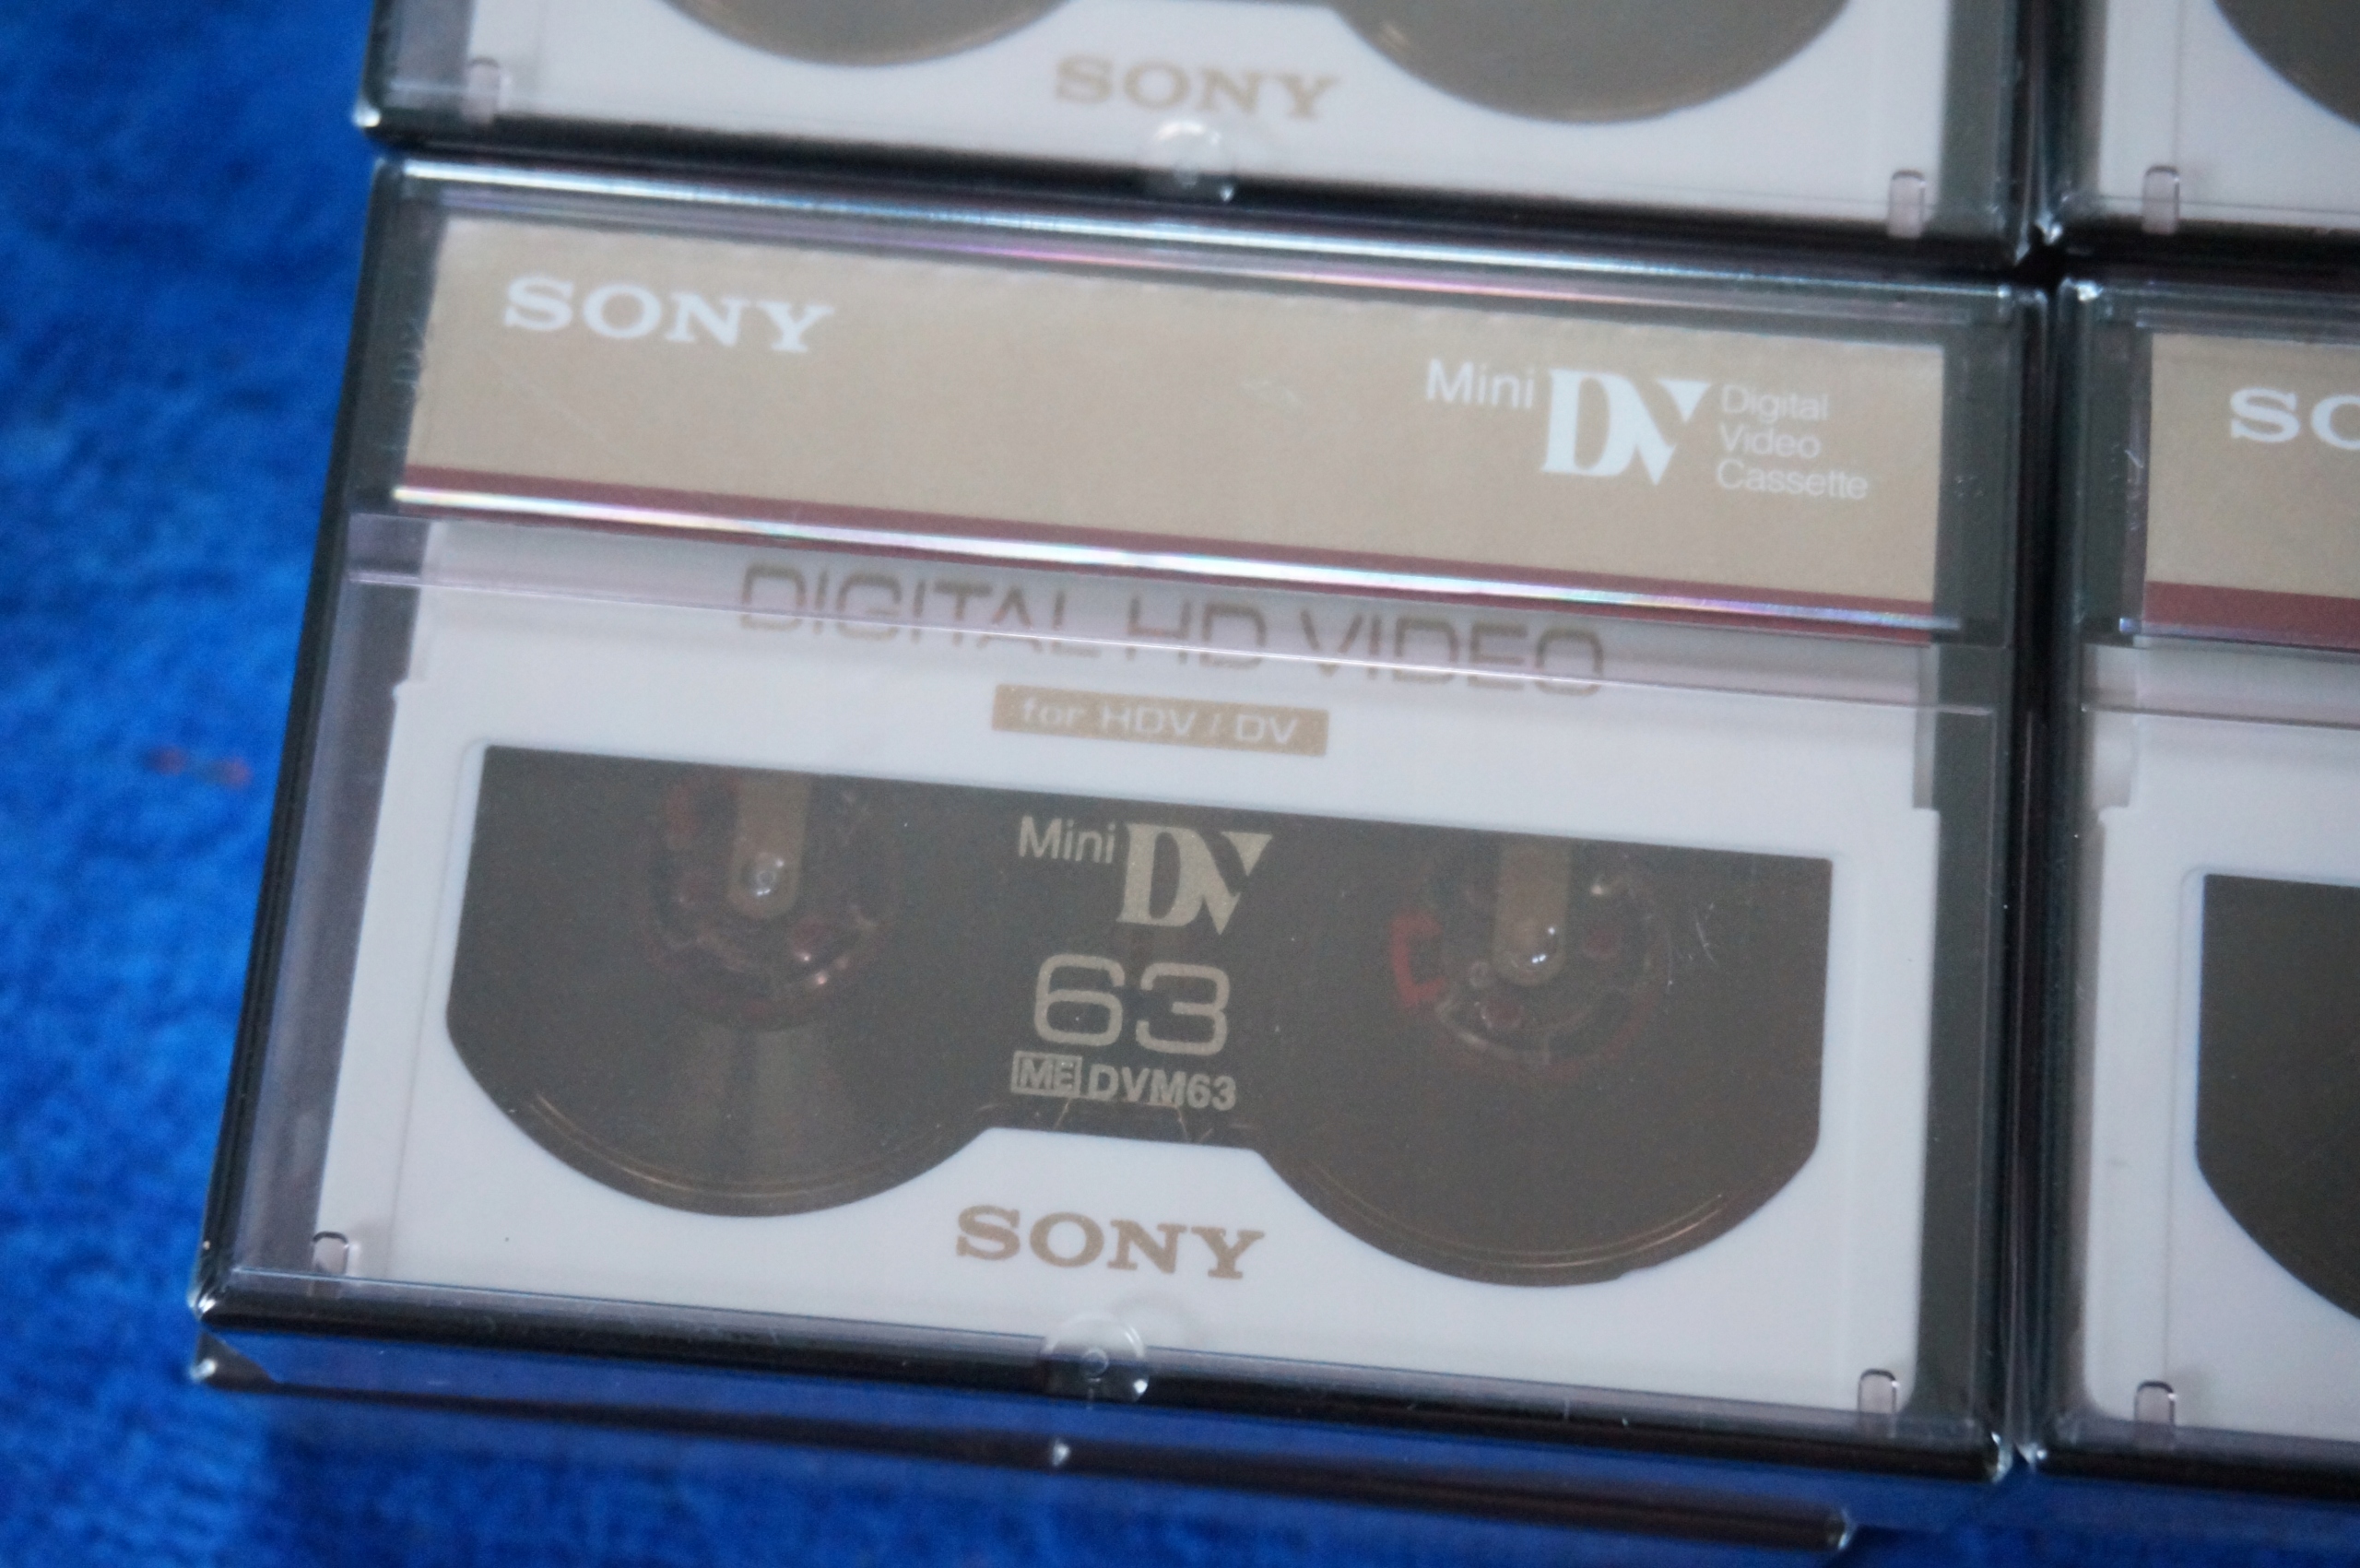 SONY
SONY
Mini DV Digital
Video
Cassette
DIGITAL HD VIDEO
for HDV / DV
Mini DV
63
ME DVM63
SONY
SO